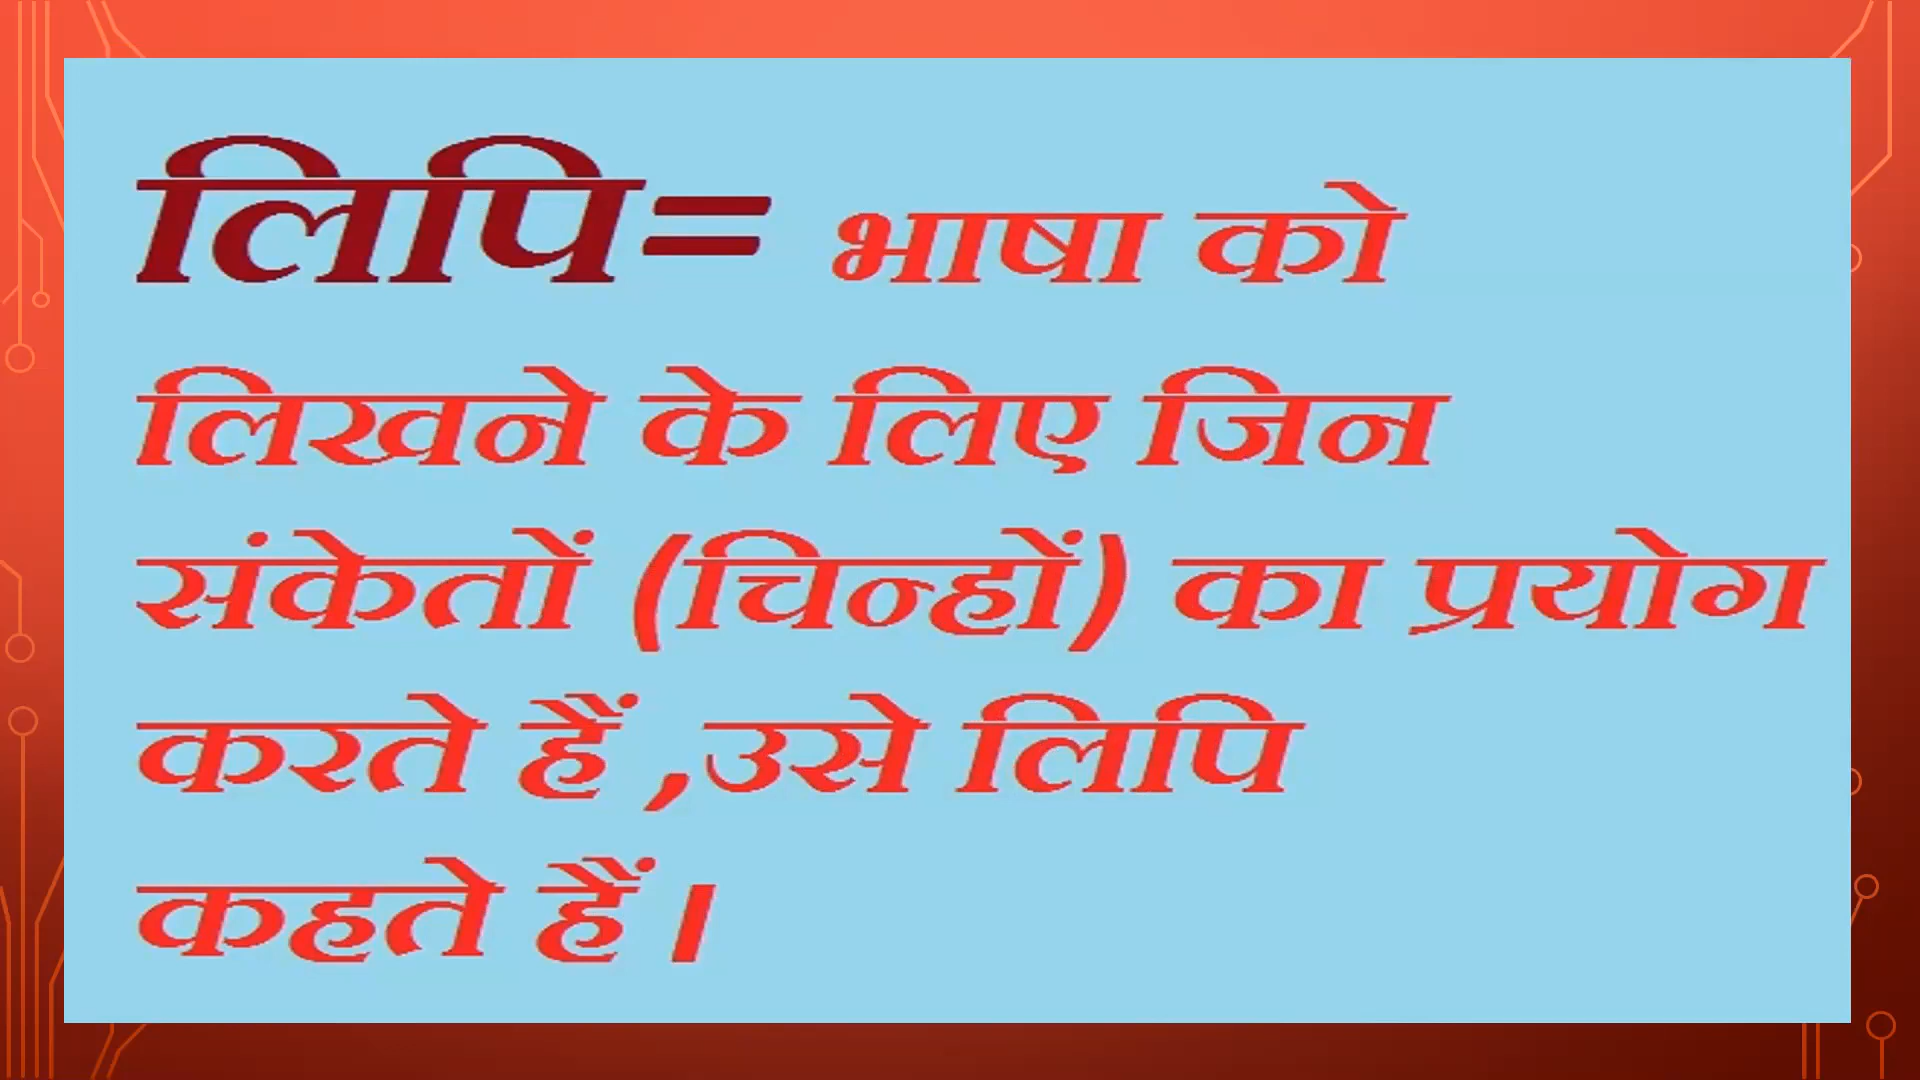 लिपि= भाषा को
लिखने के लिए जिन
संकेतों (चिन्हों) का प्रयोग
करते हैं ,उसे लिपि
कहते हैं।